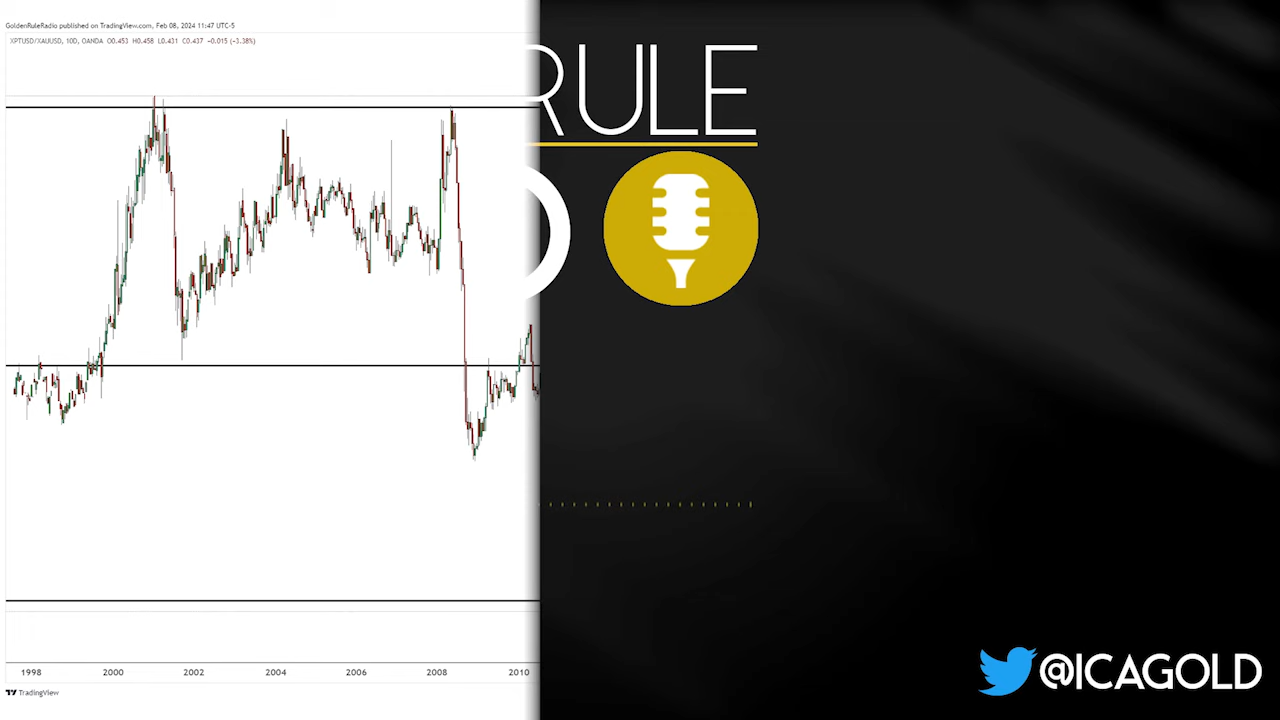 GoldenRuleRadio published on TradingView.com, Feb 08, 2024 11:47 UTC-5
XPTUSD/XAUUSD, 10D, OANDA O0.453 H0.458 L0.431 C0.437 −0.015 (−3.38%)
RULE
O
1998 2000 2002 2004 2006 2008 2010
TradingView
@ICAGOLD